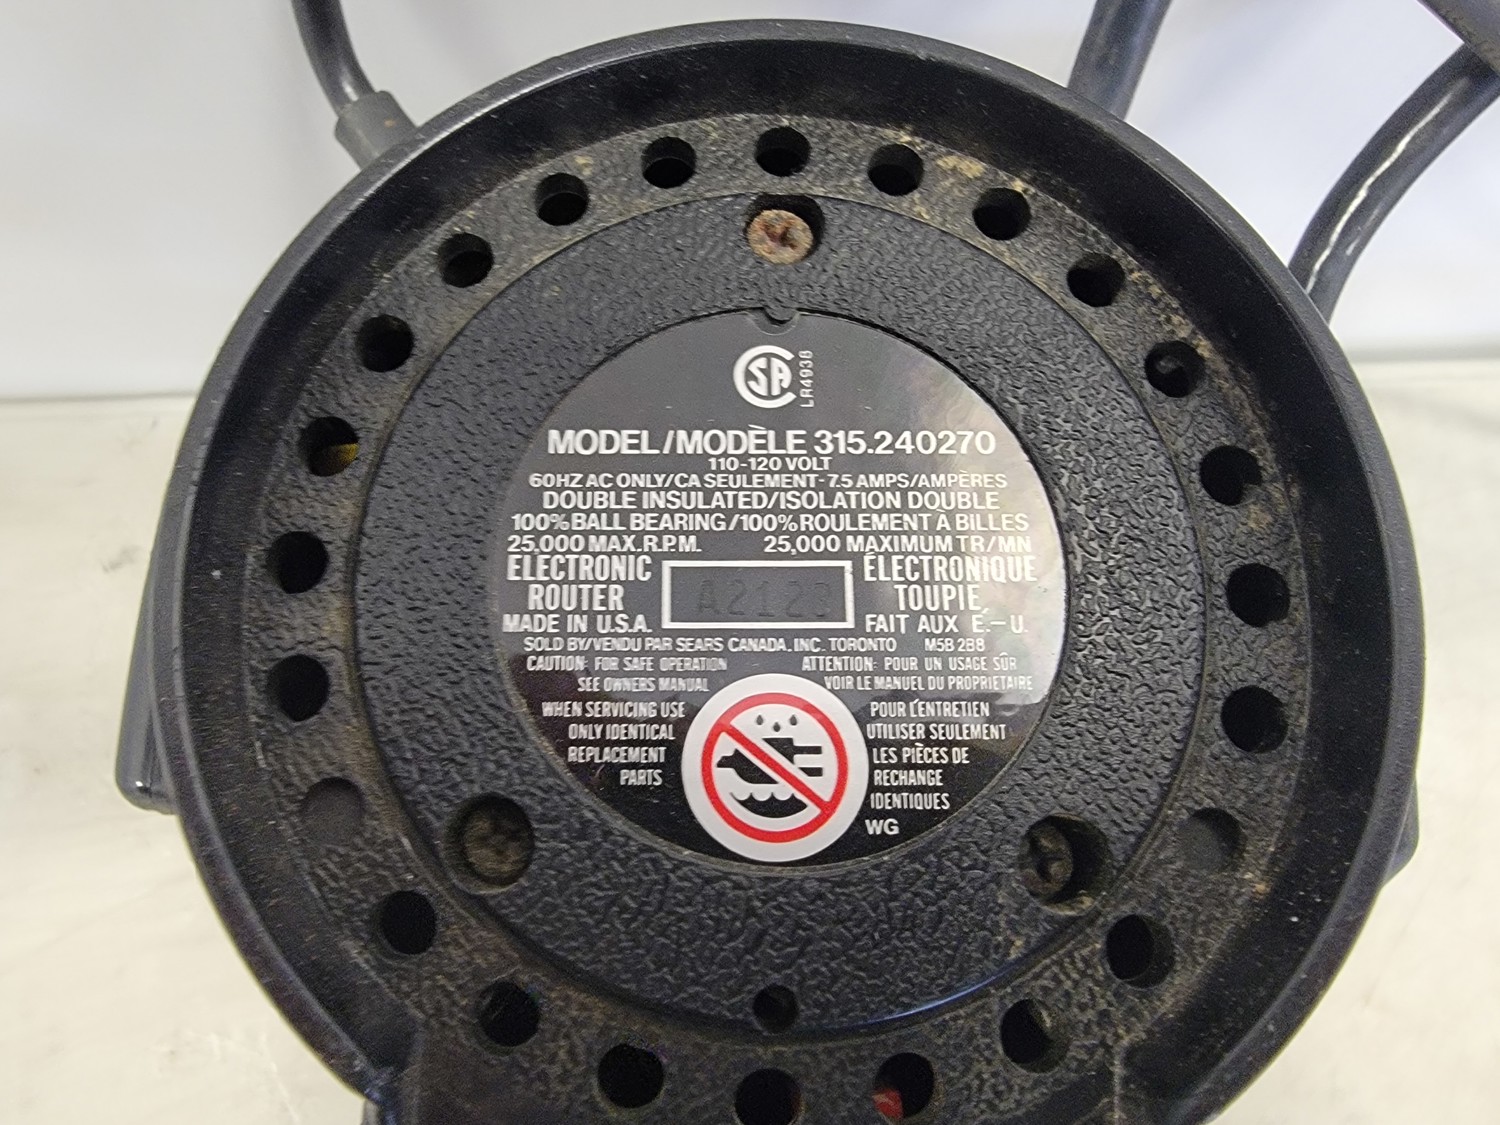 CSA
LR4938
MODEL/MODÈLE 315.240270
110-120 VOLT
60HZ AC ONLY/CA SEULEMENT-7.5 AMPS/AMPÈRES
DOUBLE INSULATED/ISOLATION DOUBLE
100% BALL BEARING/100% ROULEMENT À BILLES
25,000 MAX.R.P.M. 25,000 MAXIMUM TR/MN
ELECTRONIC ÉLECTRONIQUE
ROUTER TOUPIE
MADE IN U.S.A. FAIT AUX É.-U.
SOLD BY/VENDU PAR SEARS CANADA, INC. TORONTO M5B 2B8
CAUTION: FOR SAFE OPERATION ATTENTION: POUR UN USAGE SÛR
SEE OWNERS MANUAL VOIR LE MANUEL DU PROPRIETAIRE
WHEN SERVICING USE POUR L'ENTRETIEN
ONLY IDENTICAL UTILISER SEULEMENT
REPLACEMENT LES PIÈCES DE
PARTS RECHANGE
IDENTIQUES
WG